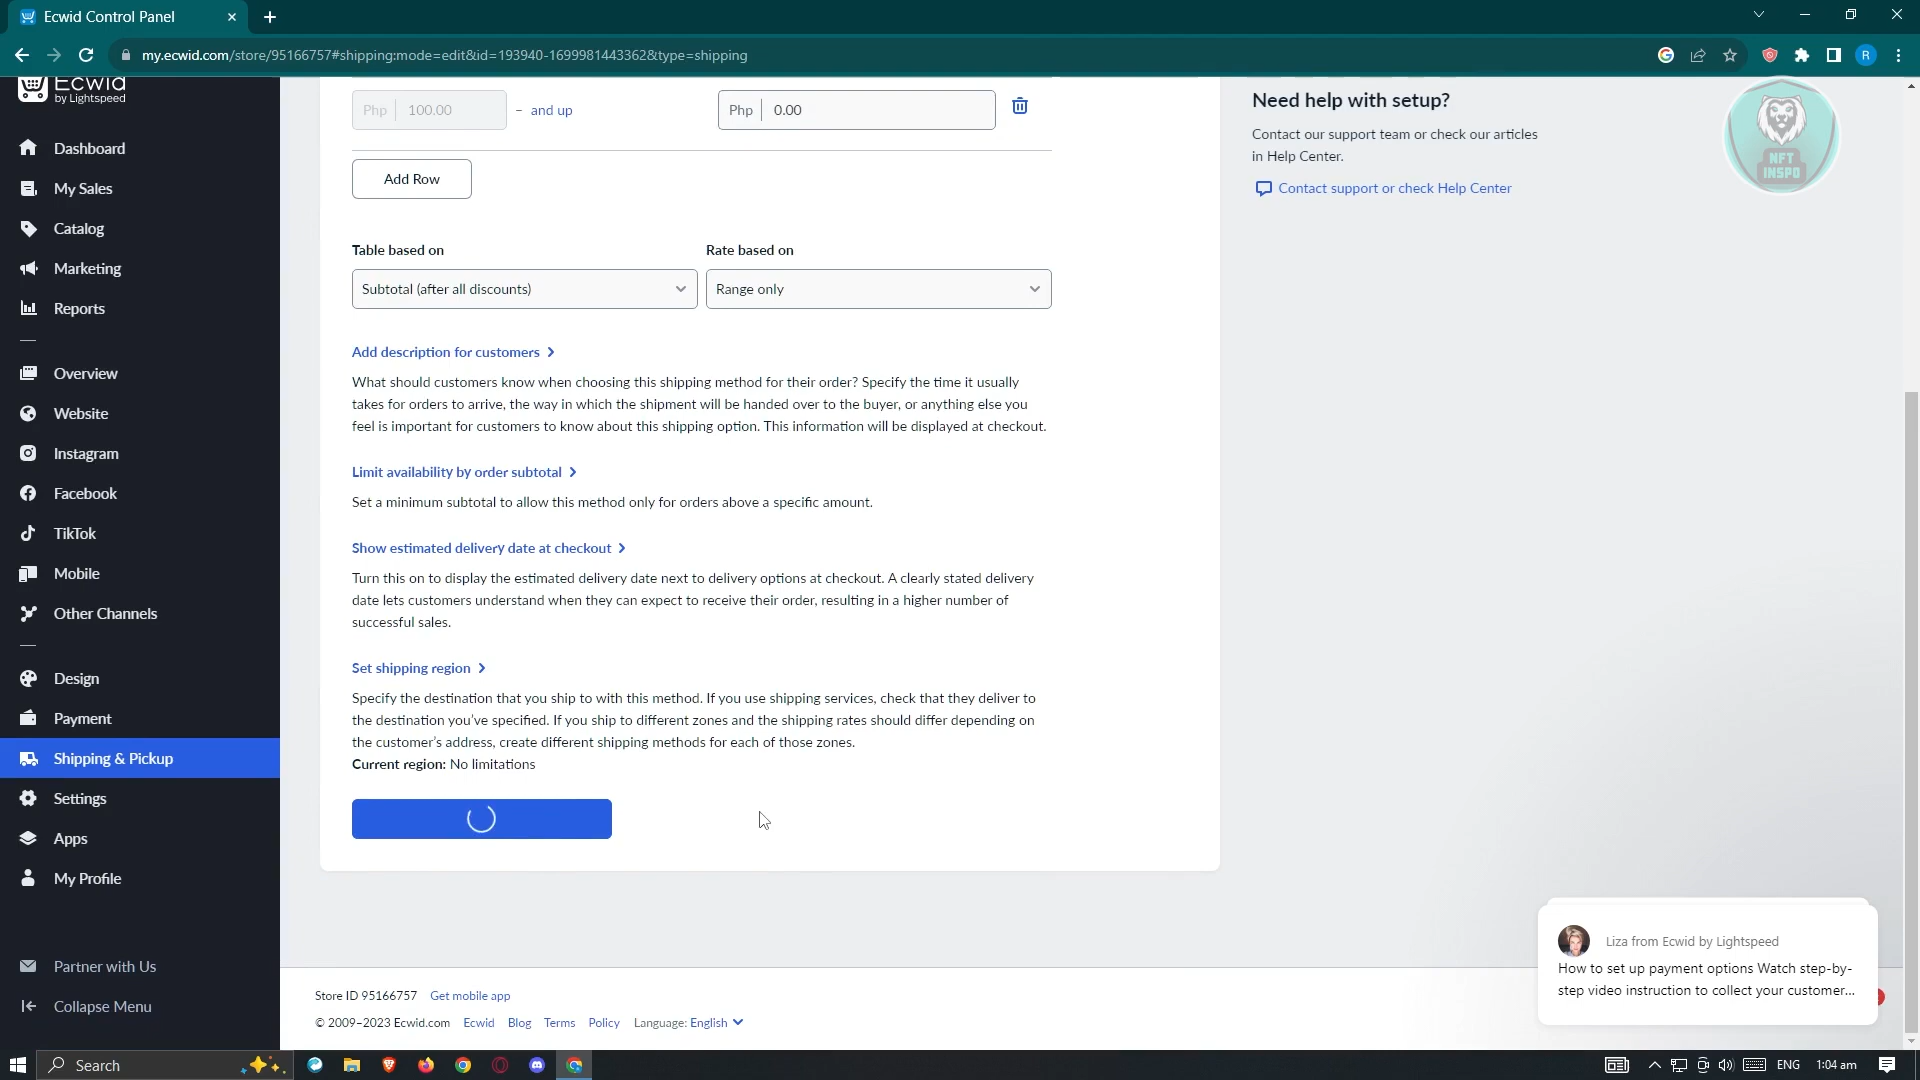 Ecwid Control Panel
my.ecwid.com/store/95166757#shipping:mode=edit&id=193940-1699981443362&type=shipping
R
Ecwid
by Lightspeed
Dashboard
My Sales
Catalog
Marketing
Reports
Overview
Website
Instagram
Facebook
TikTok
Mobile
Other Channels
Design
Payment
Shipping & Pickup
Settings
Apps
My Profile
Partner with Us
Collapse Menu
Php 100.00 – and up Php 0.00
Add Row
Table based on
Rate based on
Subtotal (after all discounts)
Range only
Add description for customers
What should customers know when choosing this shipping method for their order? Specify the time it usually
takes for orders to arrive, the way in which the shipment will be handed over to the buyer, or anything else you
feel is important for customers to know about this shipping option. This information will be displayed at checkout.
Limit availability by order subtotal
Set a minimum subtotal to allow this method only for orders above a specific amount.
Show estimated delivery date at checkout
Turn this on to display the estimated delivery date next to delivery options at checkout. A clearly stated delivery
date lets customers understand when they can expect to receive their order, resulting in a higher number of
successful sales.
Set shipping region
Specify the destination that you ship to with this method. If you use shipping services, check that they deliver to
the destination you've specified. If you ship to different zones and the shipping rates should differ depending on
the customer's address, create different shipping methods for each of those zones.
Current region: No limitations
Need help with setup?
Contact our support team or check our articles
in Help Center.
Contact support or check Help Center
NFT
INSPO
Liza from Ecwid by Lightspeed
How to set up payment options Watch step-by-
step video instruction to collect your customer...
Store ID 95166757 Get mobile app
© 2009–2023 Ecwid.com Ecwid Blog Terms Policy Language: English
Search
ENG
1:04 am